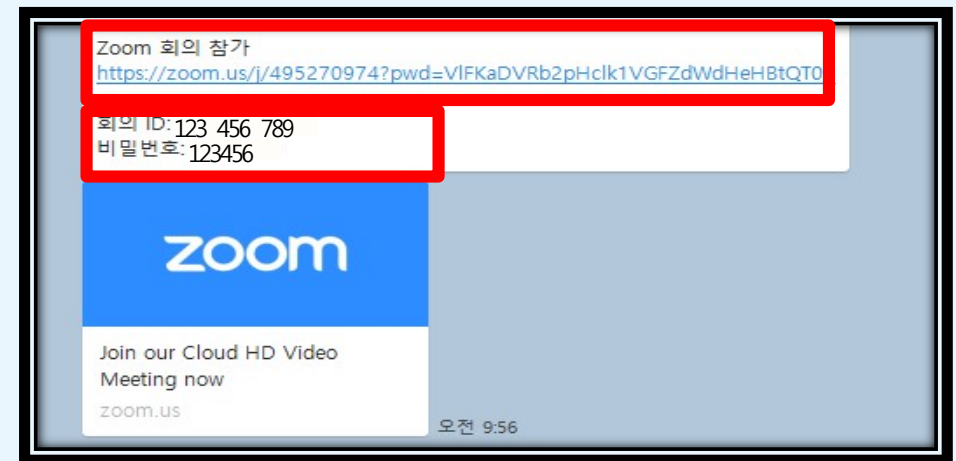 Zoom 회의 참가
https://zoom.us/j/495270974?pwd=VlFKaDVRb2pHclk1VGFZdWdHeHBtQT0
회의 ID: 123 456 789
비밀번호: 123456
zoom
Join our Cloud HD Video
Meeting now
zoom.us
오전 9:56